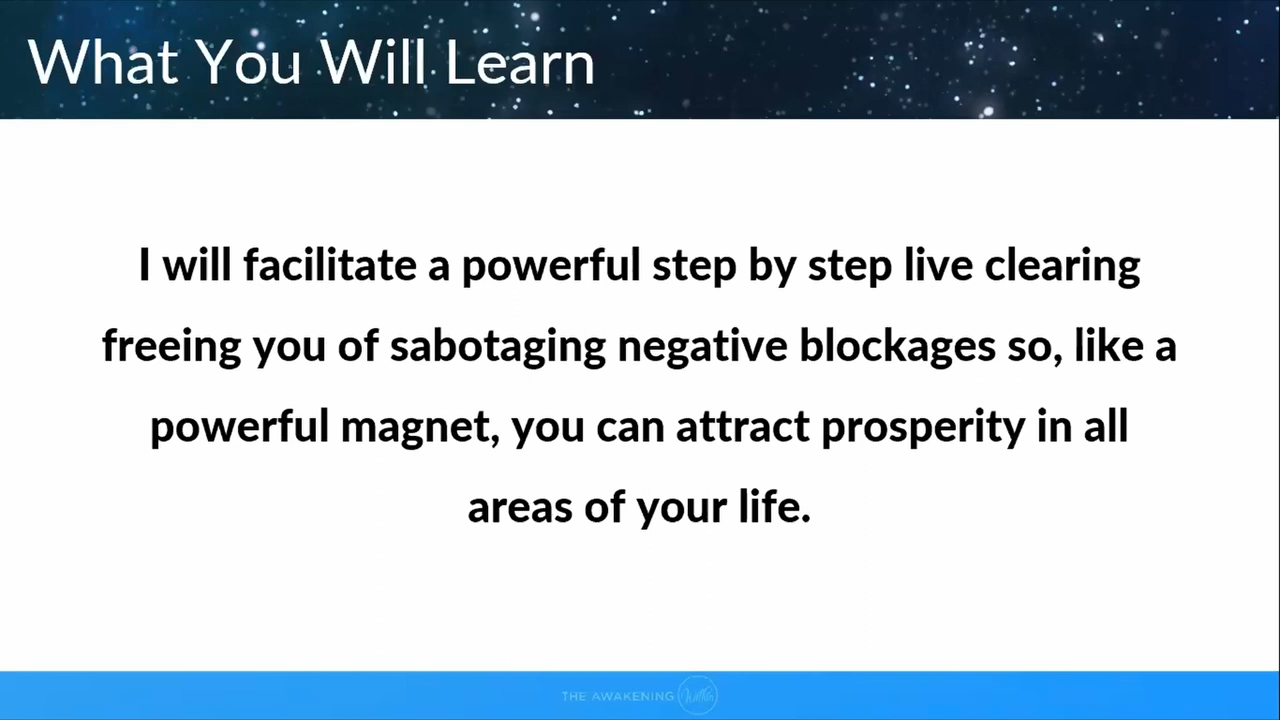 What You Will Learn
I will facilitate a powerful step by step live clearing
freeing you of sabotaging negative blockages so, like a
powerful magnet, you can attract prosperity in all
areas of your life.
THE AWAKENING Within